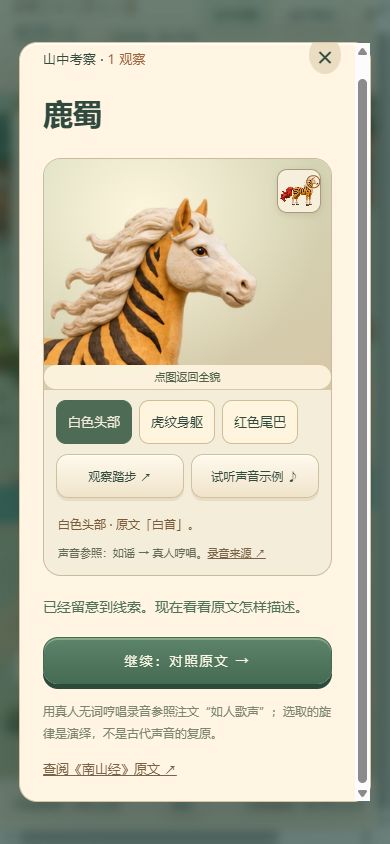 山中考察 · 1 观察
×
鹿蜀
点图返回全貌
白色头部
虎纹身躯
红色尾巴
观察踏步 ↗
试听声音示例 ♪
白色头部 · 原文「白首」。
声音参照：如谣 → 真人哼唱。录音来源 ↗
已经留意到线索。现在看看原文怎样描述。
继续：对照原文 →
用真人无词哼唱录音参照注文“如人歌声”；选取的旋
律是演绎，不是古代声音的复原。
查阅《南山经》原文 ↗